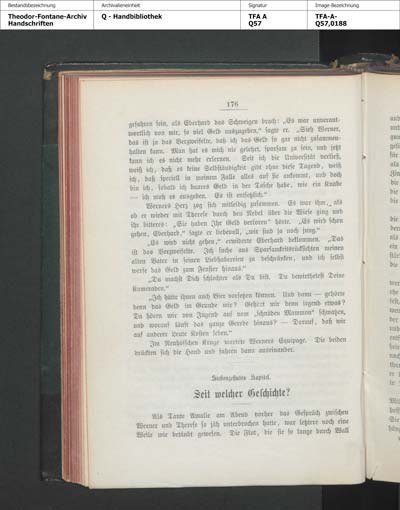 Bestandsbezeichnung Archivalieneinheit Signatur Image-Bezeichnung
Theodor-Fontane-Archiv Q - Handbibliothek TFA A TFA-A-
Handschriften Q57 Q57,0188
176
gefahren sein, als Eberhard das Schweigen brach: „Es war unverant-
wortlich von mir, so viel Geld auszugeben,“ sagte er. „Sieh Werner,
das ist ja das Verzweifelte, daß ich das Geld so gar nicht zusammen-
halten kann. Man hat es mich nie gelehrt, sparsam zu sein, und jetzt
kann ich es nicht mehr erlernen. Seit ich die Universität verließ,
weiß ich, daß es keine Selbständigkeit gibt ohne diese Tugend, weiß
ich, daß speziell in meinem Falle alles auf sie ankommt, und doch
bin ich, sobald ich baares Geld in der Tasche habe, wie ein Knabe
— ich muß es ausgeben. Es ist entsetzlich.“
Werners Herz zog sich mitleidig zusammen. Es war ihm, als
ob er wieder mit Therese durch den Nebel über die Wiese ging und
ihr bitteres: „Sie haben Ihr Geld verloren“ hörte. „Es wird schon
gehen, Eberhard,“ sagte er liebevoll, „wir sind ja noch jung.“
„Es wird nicht gehen,“ erwiderte Eberhard beklommen. „Das
ist das Verzweifelte. Ich suche aus Sparsamkeitsrücksichten meinen
alten Vater in seinen Liebhabereien zu beschränken, und ich selbst
werfe das Geld zum Fenster hinaus.“
„Du machst Dich schlechter als Du bist. Du bewirthetest Deine
Kameraden.“
„Ich hätte ihnen auch Bier vorsetzen können. Und dann — gehörte
denn das Geld im Grunde mir? Gehört mir denn irgend etwas?
Du hören wir von Jugend auf vom „schnöden Mammon“ schwatzen,
und worauf läuft das ganze Gerede hinaus? — Darauf, daß wir
auf anderer Leute Kosten leben.“
Im Neuhöfschen Kruge wartete Werners Equipage. Die beiden
drückten sich die Hand und fuhren dann auseinander.
Siebenzehntes Kapitel.
Seit welcher Geschichte?
Als Tante Amalie am Abend vorher das Gespräch zwischen
Werner und Therese so jäh unterbrochen hatte, war letztere noch eine
Weile wie betäubt gewesen. Die Flut, die sie so lange durch Wall